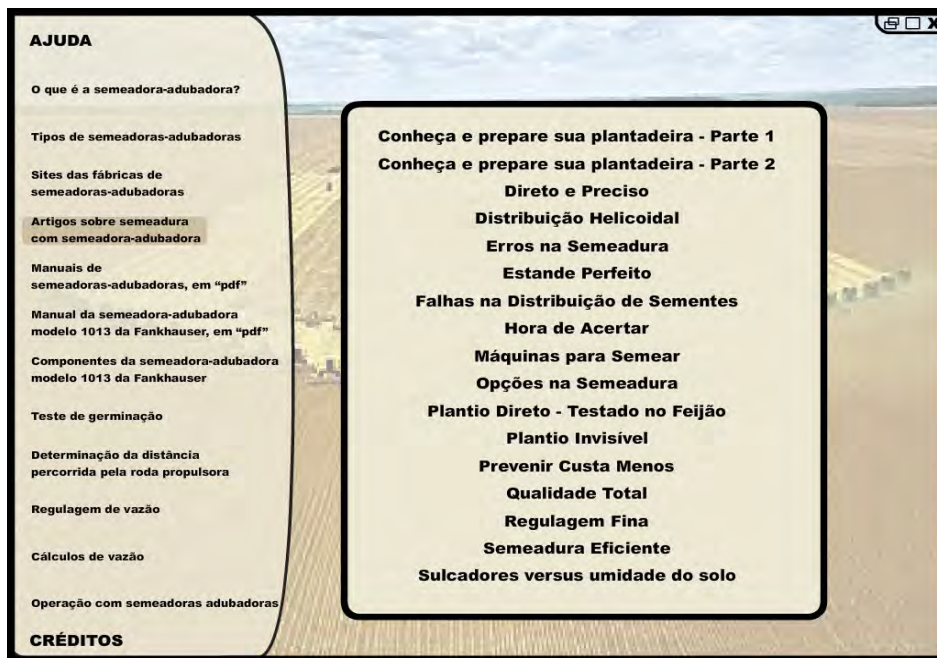 AJUDA
O que é a semeadora-adubadora?
Tipos de semeadoras-adubadoras
Sites das fábricas de
semeadoras-adubadoras
Artigos sobre semeadura
com semeadora-adubadora
Manuais de
semeadoras-adubadoras, em “pdf”
Manual da semeadora-adubadora
modelo 1013 da Fankhauser, em “pdf”
Componentes da semeadora-adubadora
modelo 1013 da Fankhauser
Teste de germinação
Determinação da distância
percorrida pela roda propulsora
Regulagem de vazão
Cálculos de vazão
Operação com semeadoras adubadoras
CRÉDITOS
Conheça e prepare sua plantadeira - Parte 1
Conheça e prepare sua plantadeira - Parte 2
Direto e Preciso
Distribuição Helicoidal
Erros na Semeadura
Estande Perfeito
Falhas na Distribuição de Sementes
Hora de Acertar
Máquinas para Semear
Opções na Semeadura
Plantio Direto - Testado no Feijão
Plantio Invisível
Prevenir Custa Menos
Qualidade Total
Regulagem Fina
Semeadura Eficiente
Sulcadores versus umidade do solo